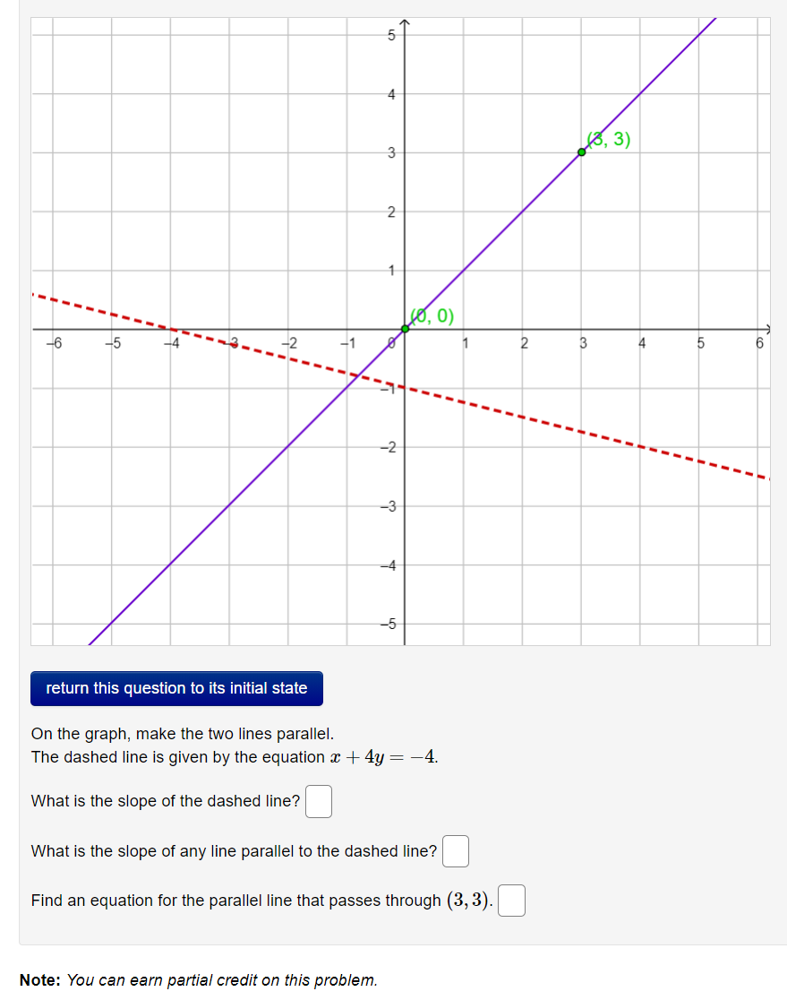 5
4
(3, 3)
3
2
1
(0, 0)
−6 −5 −4 −3 −2 −1 0 1 2 3 4 5 6
−1
−2
−3
−4
−5
return this question to its initial state
On the graph, make the two lines parallel.
The dashed line is given by the equation x + 4y = −4.
What is the slope of the dashed line?
What is the slope of any line parallel to the dashed line?
Find an equation for the parallel line that passes through (3, 3).
Note: You can earn partial credit on this problem.